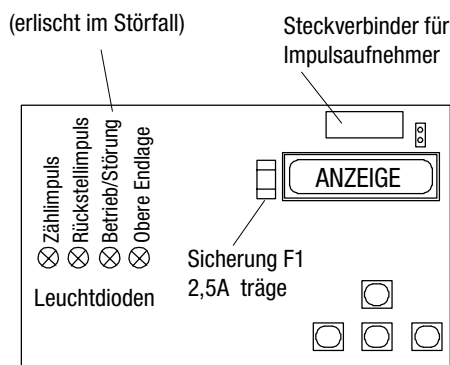 (erlischt im Störfall)
Steckverbinder für
Impulsaufnehmer
Zählimpuls
Rückstellimpuls
Betrieb/Störung
Obere Endlage
ANZEIGE
Leuchtdioden
Sicherung F1
2,5A träge